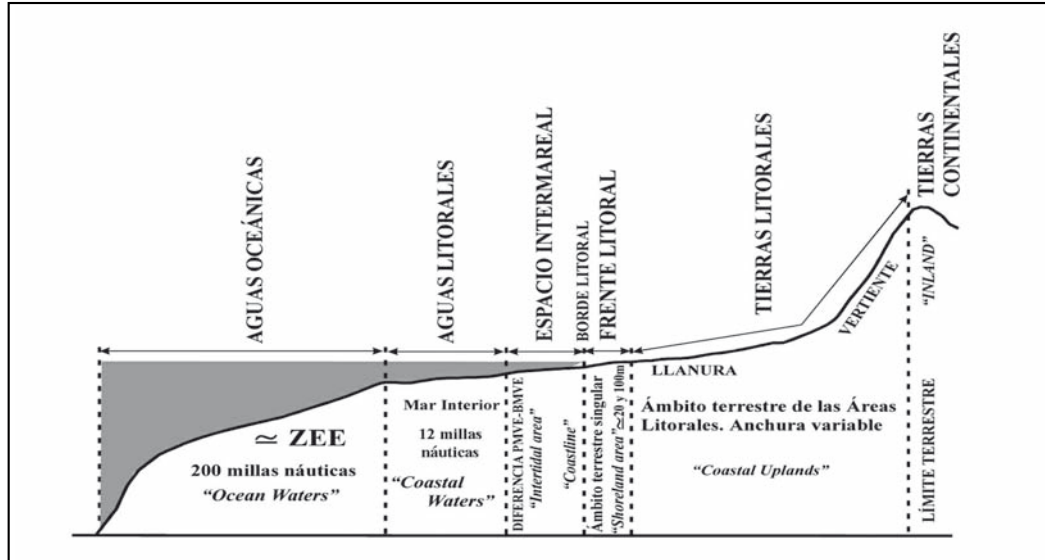 AGUAS OCEÁNICAS
AGUAS LITORALES
ESPACIO INTERMAREAL
BORDE LITORAL
FRENTE LITORAL
TIERRAS LITORALES
TIERRAS
CONTINENTALES
≃ ZEE
200 millas náuticas
“Ocean Waters”
Mar Interior
12 millas
náuticas
“Coastal
Waters”
DIFERENCIA PMVE-BMVE
“Intertidal area”
“Coastline”
Ámbito terrestre singular
“Shoreland area”≃20 y 100m
LLANURA
VERTIENTE
Ámbito terrestre de las Áreas
Litorales. Anchura variable
“Coastal Uplands”
“INLAND”
LÍMITE TERRESTRE